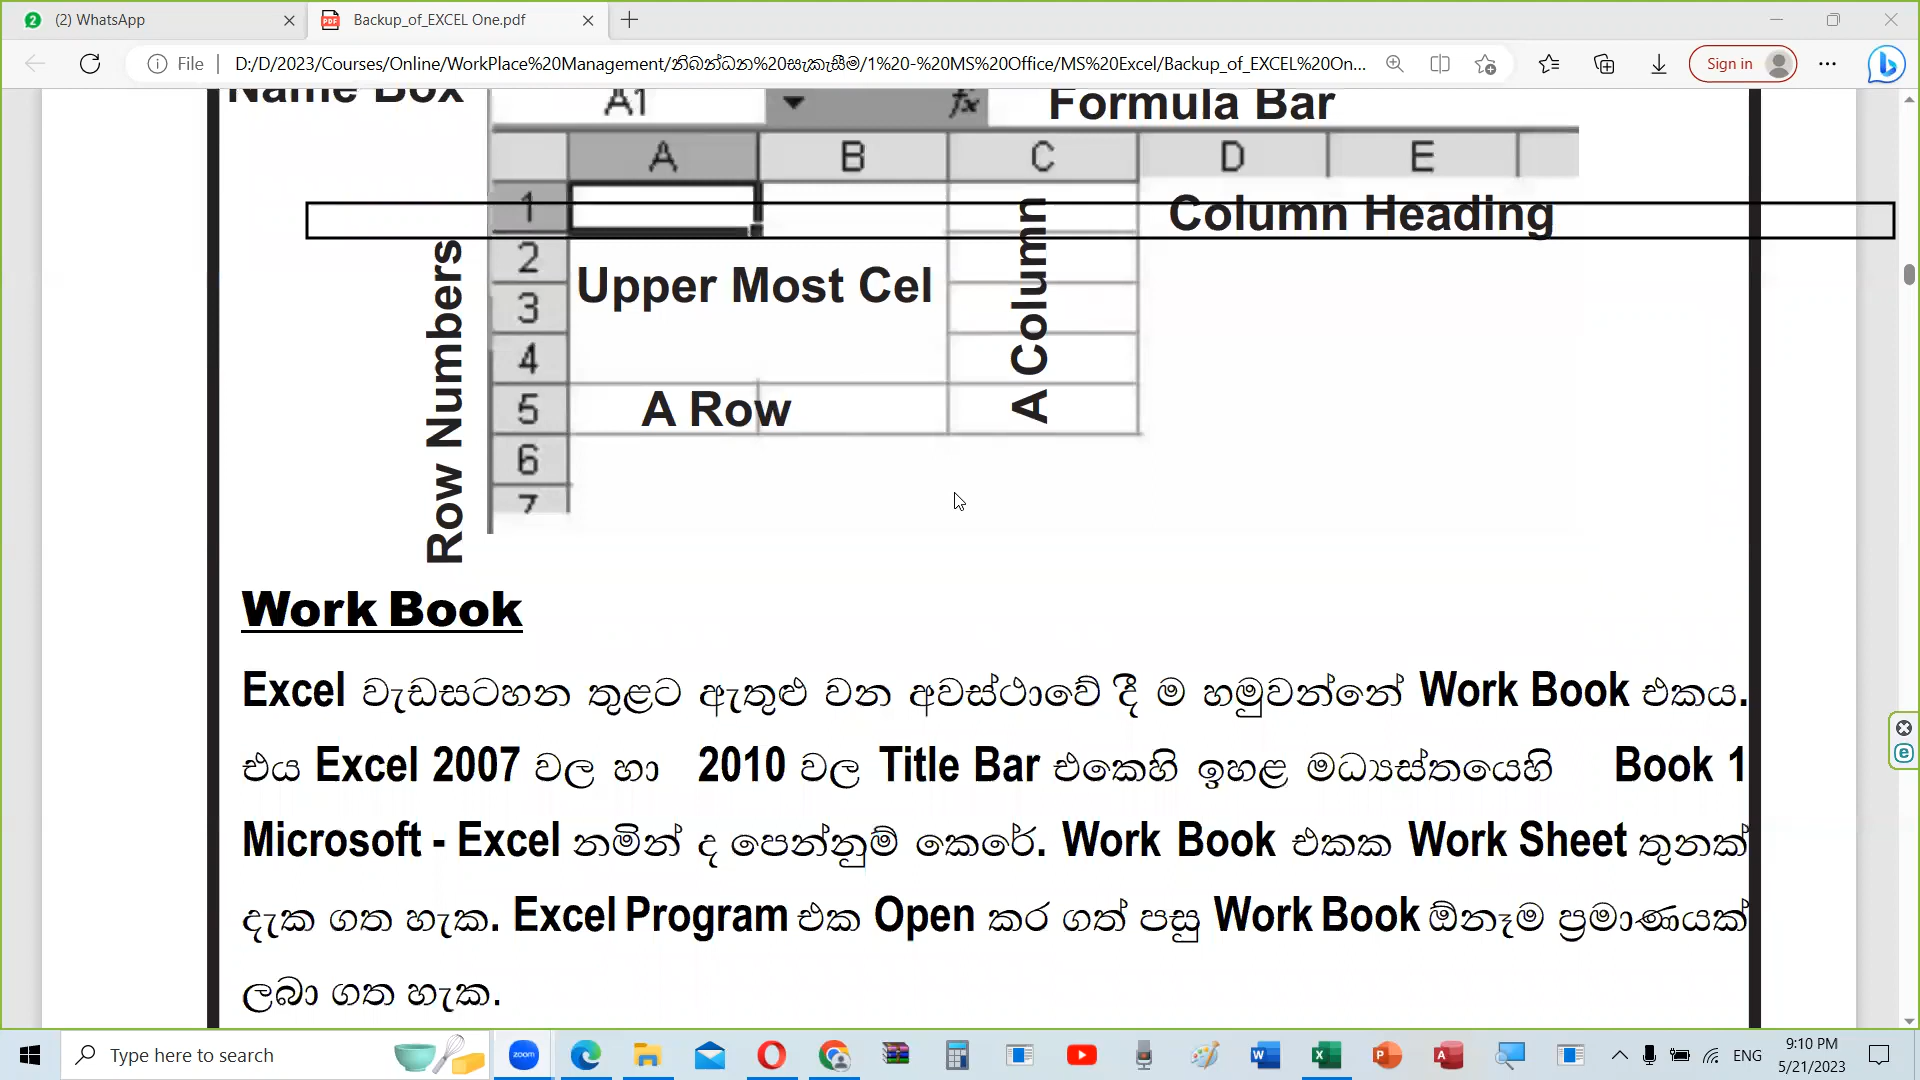 (2) WhatsApp
Backup_of_EXCEL One.pdf
File
D:/D/2023/Courses/Online/WorkPlace%20Management/නිබන්ධන%20සැකැසීම/1%20-%20MS%20Office/MS%20Excel/Backup_of_EXCEL%20On...
Sign in
Name Box
A1
fx
Formula Bar
A B C D E
1
Column Heading
2
Upper Most Cel
3
4
5
A Row
6
7
Row Numbers
A Column
Work Book
Excel වැඩසටහන තුළට ඇතුළු වන අවස්ථාවේ දී ම හමුවන්නේ Work Book එකය.
එය Excel 2007 වල හා 2010 වල Title Bar එකෙහි ඉහළ මධ්‍යස්තයෙහි Book 1
Microsoft - Excel නමින් ද පෙන්නුම් කෙරේ. Work Book එකක Work Sheet තුනක්
දැක ගත හැක. Excel Program එක Open කර ගත් පසු Work Book ඕනෑම ප්‍රමාණයක්
ලබා ගත හැක.
Type here to search
zoom
ENG
9:10 PM
5/21/2023